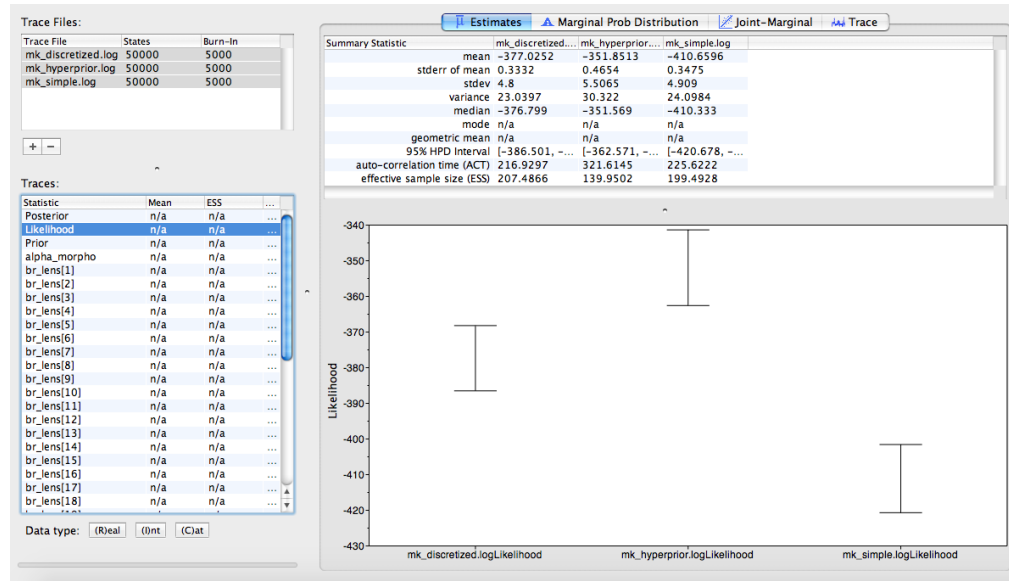 Trace Files:
Trace File States Burn-In
mk_discretized.log 50000 5000
mk_hyperprior.log 50000 5000
mk_simple.log 50000 5000
+ −
Traces:
Statistic Mean ESS ...
Posterior n/a n/a ...
Likelihood n/a n/a ...
Prior n/a n/a ...
alpha_morpho n/a n/a ...
br_lens[1] n/a n/a ...
br_lens[2] n/a n/a ...
br_lens[3] n/a n/a ...
br_lens[4] n/a n/a ...
br_lens[5] n/a n/a ...
br_lens[6] n/a n/a ...
br_lens[7] n/a n/a ...
br_lens[8] n/a n/a ...
br_lens[9] n/a n/a ...
br_lens[10] n/a n/a ...
br_lens[11] n/a n/a ...
br_lens[12] n/a n/a ...
br_lens[13] n/a n/a ...
br_lens[14] n/a n/a ...
br_lens[15] n/a n/a ...
br_lens[16] n/a n/a ...
br_lens[17] n/a n/a ...
br_lens[18] n/a n/a ...
Data type: (R)eal (I)nt (C)at
Estimates Marginal Prob Distribution Joint-Marginal Trace
Summary Statistic mk_discretized.... mk_hyperprior.... mk_simple.log
mean -377.0252 -351.8513 -410.6596
stderr of mean 0.3332 0.4654 0.3475
stdev 4.8 5.5065 4.909
variance 23.0397 30.322 24.0984
median -376.799 -351.569 -410.333
mode n/a n/a n/a
geometric mean n/a n/a n/a
95% HPD Interval [-386.501, -... [-362.571, -... [-420.678, -...
auto-correlation time (ACT) 216.9297 321.6145 225.6222
effective sample size (ESS) 207.4866 139.9502 199.4928
-340
-350
-360
-370
-380
-390
-400
-410
-420
-430
Likelihood
mk_discretized.logLikelihood mk_hyperprior.logLikelihood mk_simple.logLikelihood